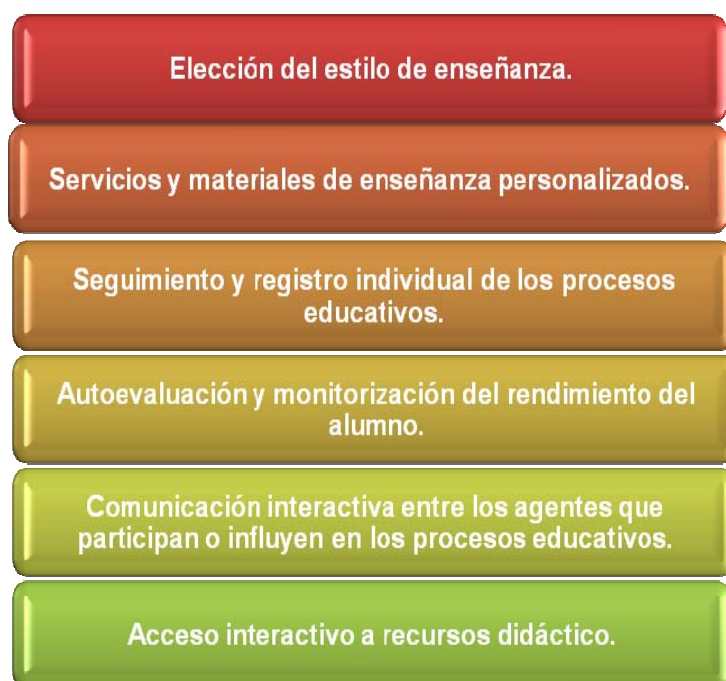 Elección del estilo de enseñanza.
Servicios y materiales de enseñanza personalizados.
Seguimiento y registro individual de los procesos
educativos.
Autoevaluación y monitorización del rendimiento del
alumno.
Comunicación interactiva entre los agentes que
participan o influyen en los procesos educativos.
Acceso interactivo a recursos didáctico.